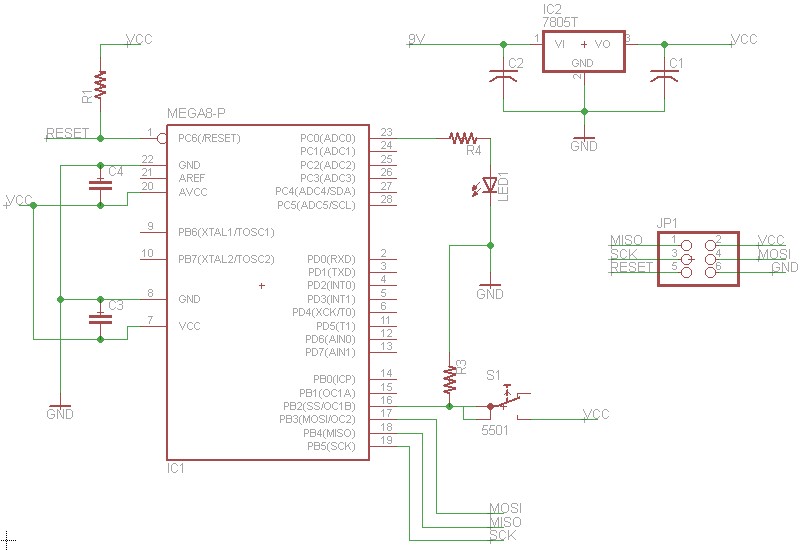 IC2
7805T
VCC
9V
1
VI
VO
3
VCC
GND
2
C2
C1
R1
GND
MEGA8-P
RESET
1
PC6(/RESET)
PC0(ADC0)
23
R4
PC1(ADC1)
24
22
GND
PC2(ADC2)
25
C4
21
AREF
PC3(ADC3)
26
20
AVCC
PC4(ADC4/SDA)
27
LED1
VCC
PC5(ADC5/SCL)
28
JP1
9
PB6(XTAL1/TOSC1)
MISO
1
2
VCC
10
PB7(XTAL2/TOSC2)
PD0(RXD)
2
SCK
3
4
MOSI
PD1(TXD)
3
RESET
5
6
GND
PD2(INT0)
4
GND
8
GND
PD3(INT1)
5
C3
PD4(XCK/T0)
6
7
VCC
PD5(T1)
11
PD6(AIN0)
12
PD7(AIN1)
13
R3
PB0(ICP)
14
S1
PB1(OC1A)
15
GND
PB2(SS/OC1B)
16
VCC
PB3(MOSI/OC2)
17
5501
PB4(MISO)
18
PB5(SCK)
19
IC1
MOSI
MISO
SCK